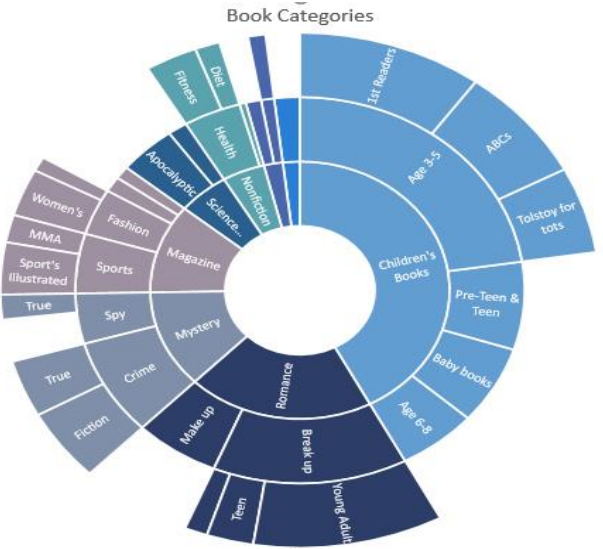 Book Categories
1st Readers
ABCs
Tolstoy for
tots
Age 3-5
Children's
Books
Pre-Teen &
Teen
Baby books
Age 6-8
Romance
Break up
Make up
Young Adult
Teen
Mystery
Crime
Spy
True
Fiction
True
Magazine
Sports
Fashion
Sport's
Illustrated
MMA
Women's
Science...
Apocalyptic
Nonfiction
Health
Fitness
Diet